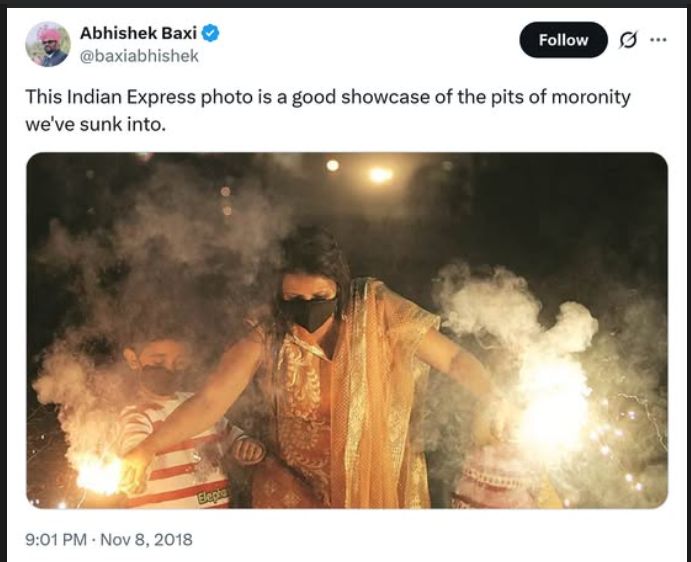 Abhishek Baxi
@baxiabhishek
Follow
This Indian Express photo is a good showcase of the pits of moronity
we've sunk into.
Eleph
9:01 PM · Nov 8, 2018